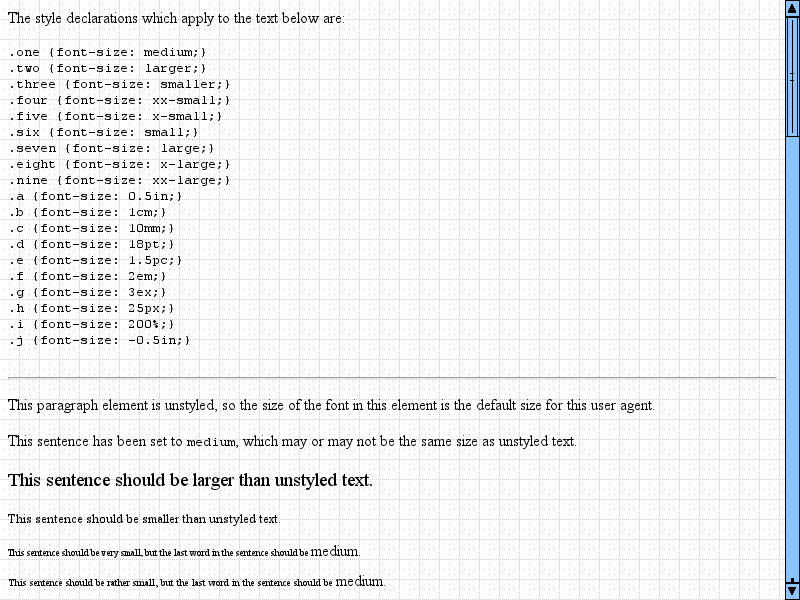 The style declarations which apply to the text below are:
.one {font-size: medium;}
.two {font-size: larger;}
.three {font-size: smaller;}
.four {font-size: xx-small;}
.five {font-size: x-small;}
.six {font-size: small;}
.seven {font-size: large;}
.eight {font-size: x-large;}
.nine {font-size: xx-large;}
.a {font-size: 0.5in;}
.b {font-size: 1cm;}
.c {font-size: 10mm;}
.d {font-size: 18pt;}
.e {font-size: 1.5pc;}
.f {font-size: 2em;}
.g {font-size: 3ex;}
.h {font-size: 25px;}
.i {font-size: 200%;}
.j {font-size: -0.5in;}
This paragraph element is unstyled, so the size of the font in this element is the default size for this user agent.
This sentence has been set to medium, which may or may not be the same size as unstyled text.
This sentence should be larger than unstyled text.
This sentence should be smaller than unstyled text.
This sentence should be very small, but the last word in the sentence should be medium.
This sentence should be rather small, but the last word in the sentence should be medium.